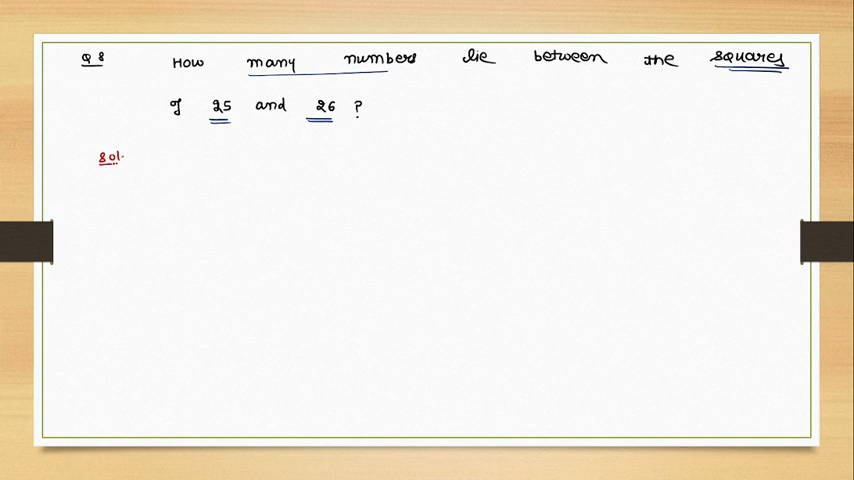 Q 8 How many numbers lie between the squares
of 25 and 26 ?
Sol.